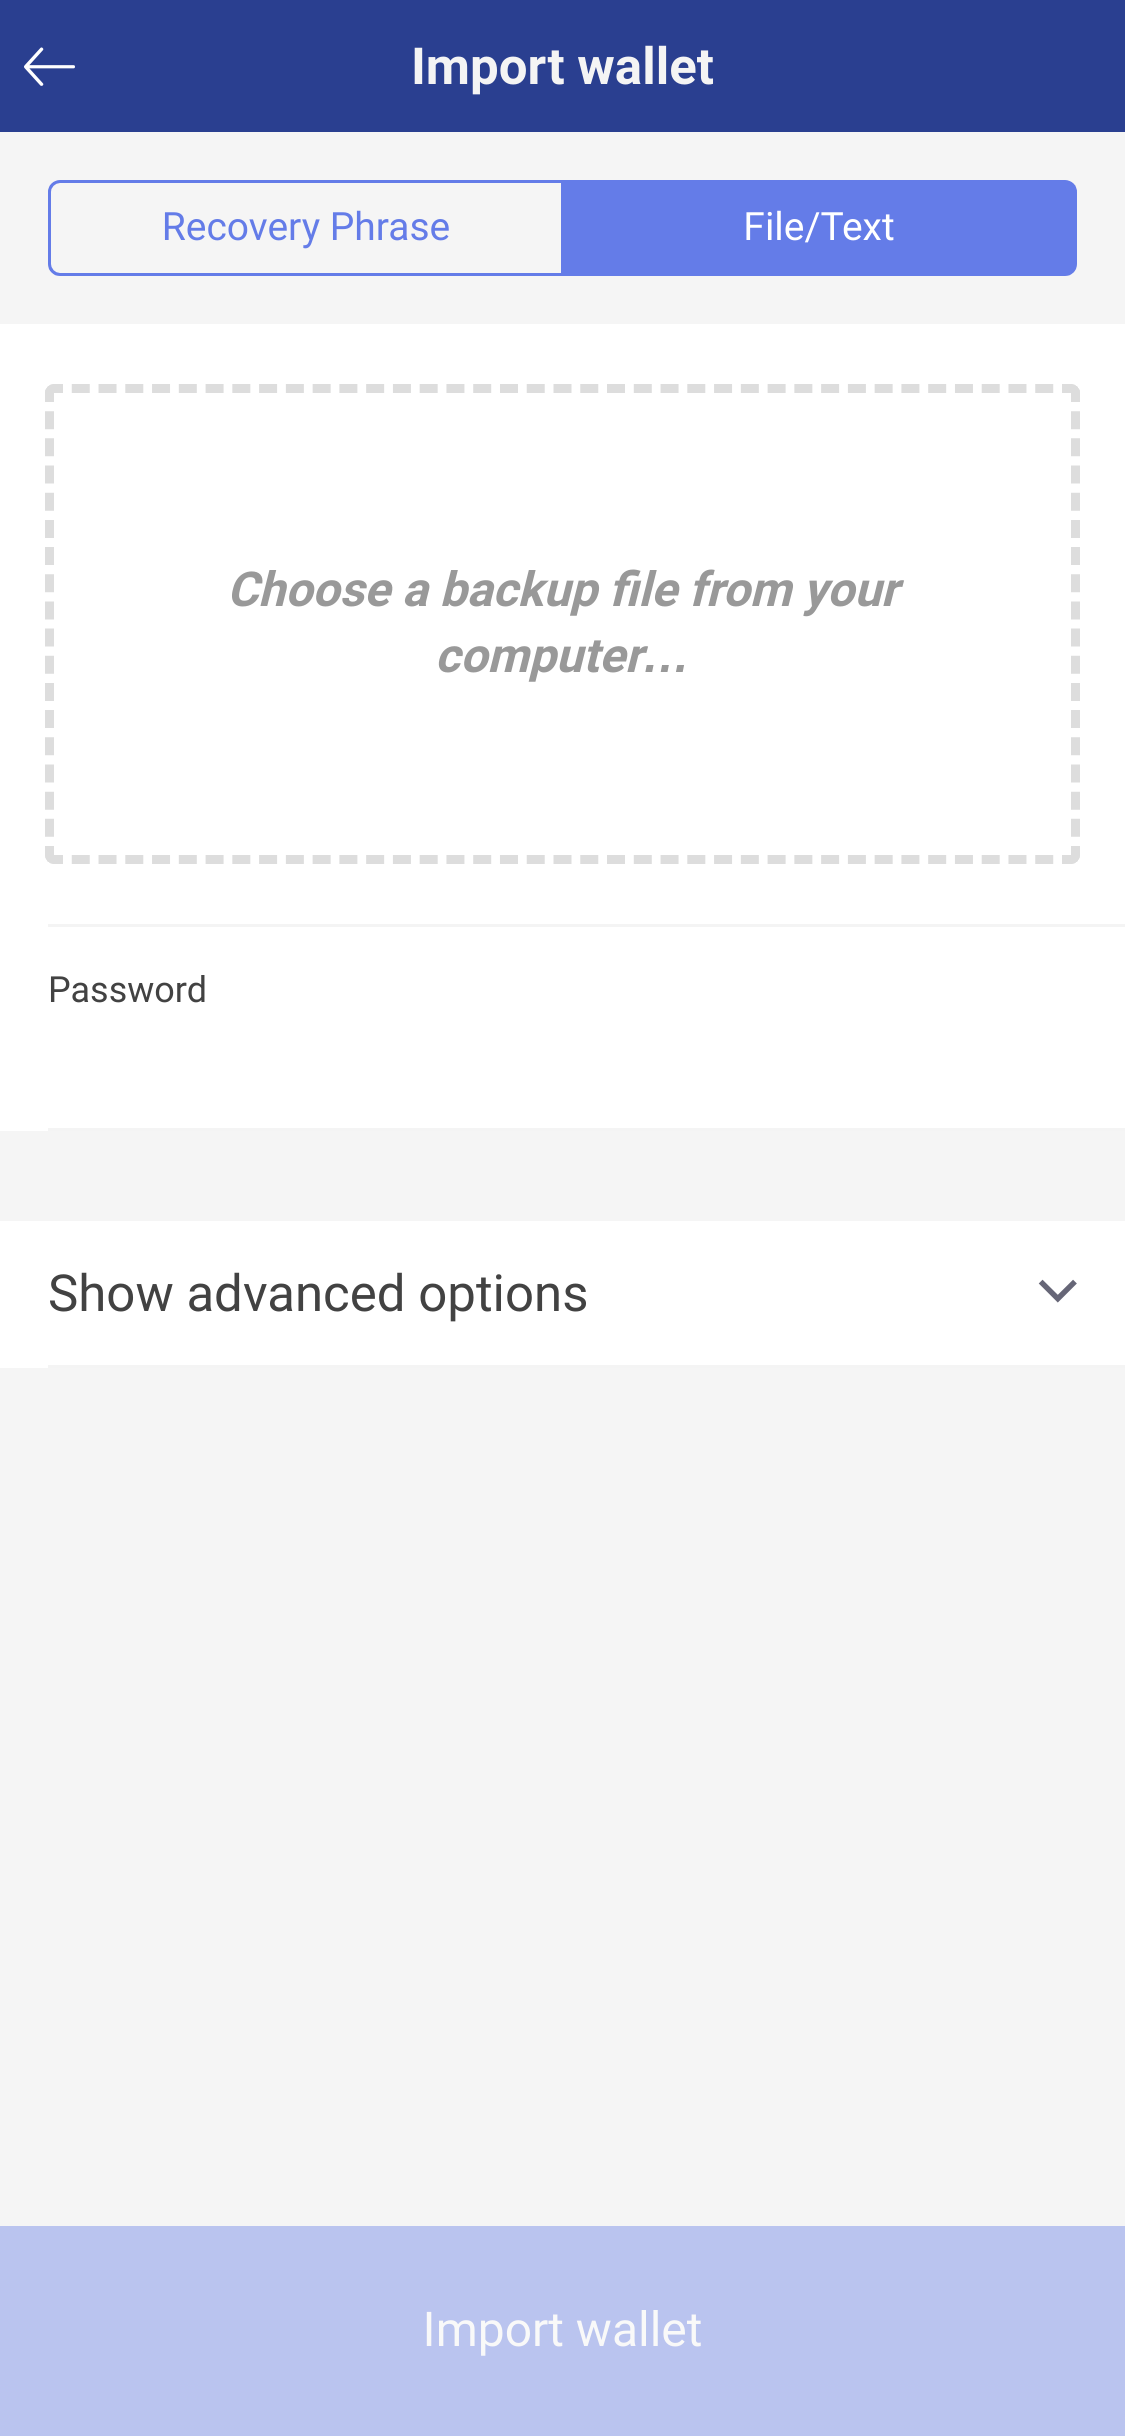 Import wallet
Recovery Phrase
File/Text
Choose a backup file from your
computer...
Password
Show advanced options
Import wallet